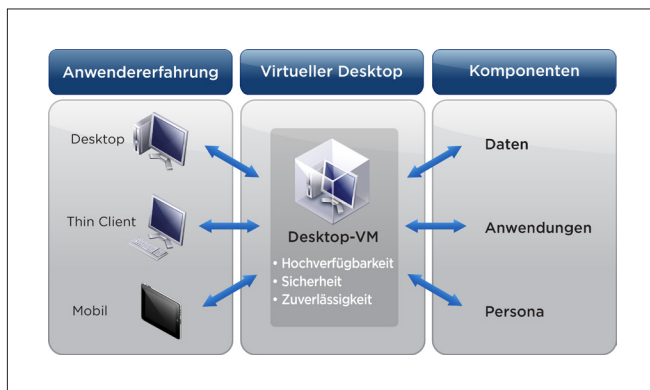 Anwendererfahrung
Virtueller Desktop
Komponenten
Desktop
Thin Client
Mobil
Desktop-VM
• Hochverfügbarkeit
• Sicherheit
• Zuverlässigkeit
Daten
Anwendungen
Persona